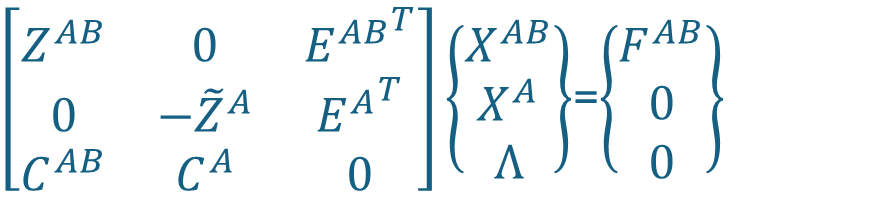 [Z^{AB} 0 E^{AB^T}] {X^{AB}} = {F^{AB}}
[0 −Z̃^A E^{A^T}] {X^A} {0}
[C^{AB} C^A 0] {Λ} {0}